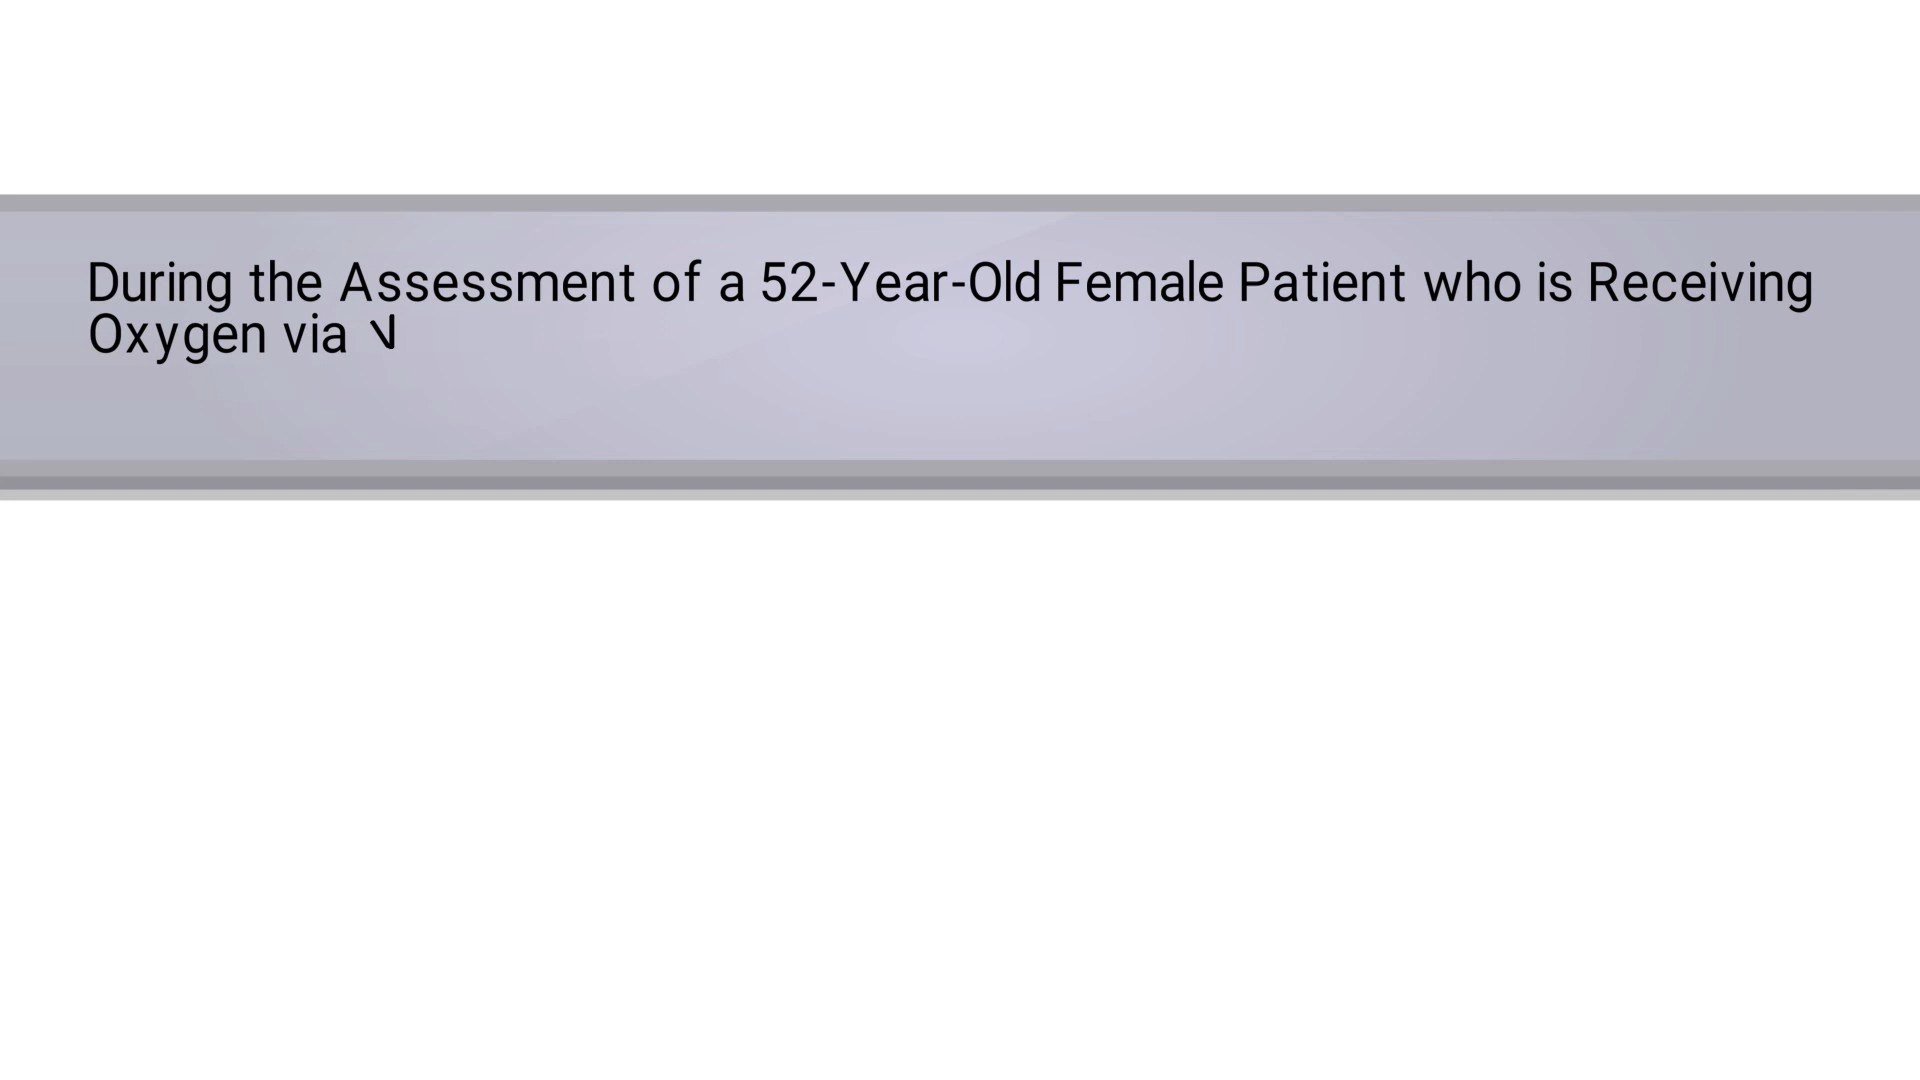 During the Assessment of a 52-Year-Old Female Patient who is Receiving
Oxygen via